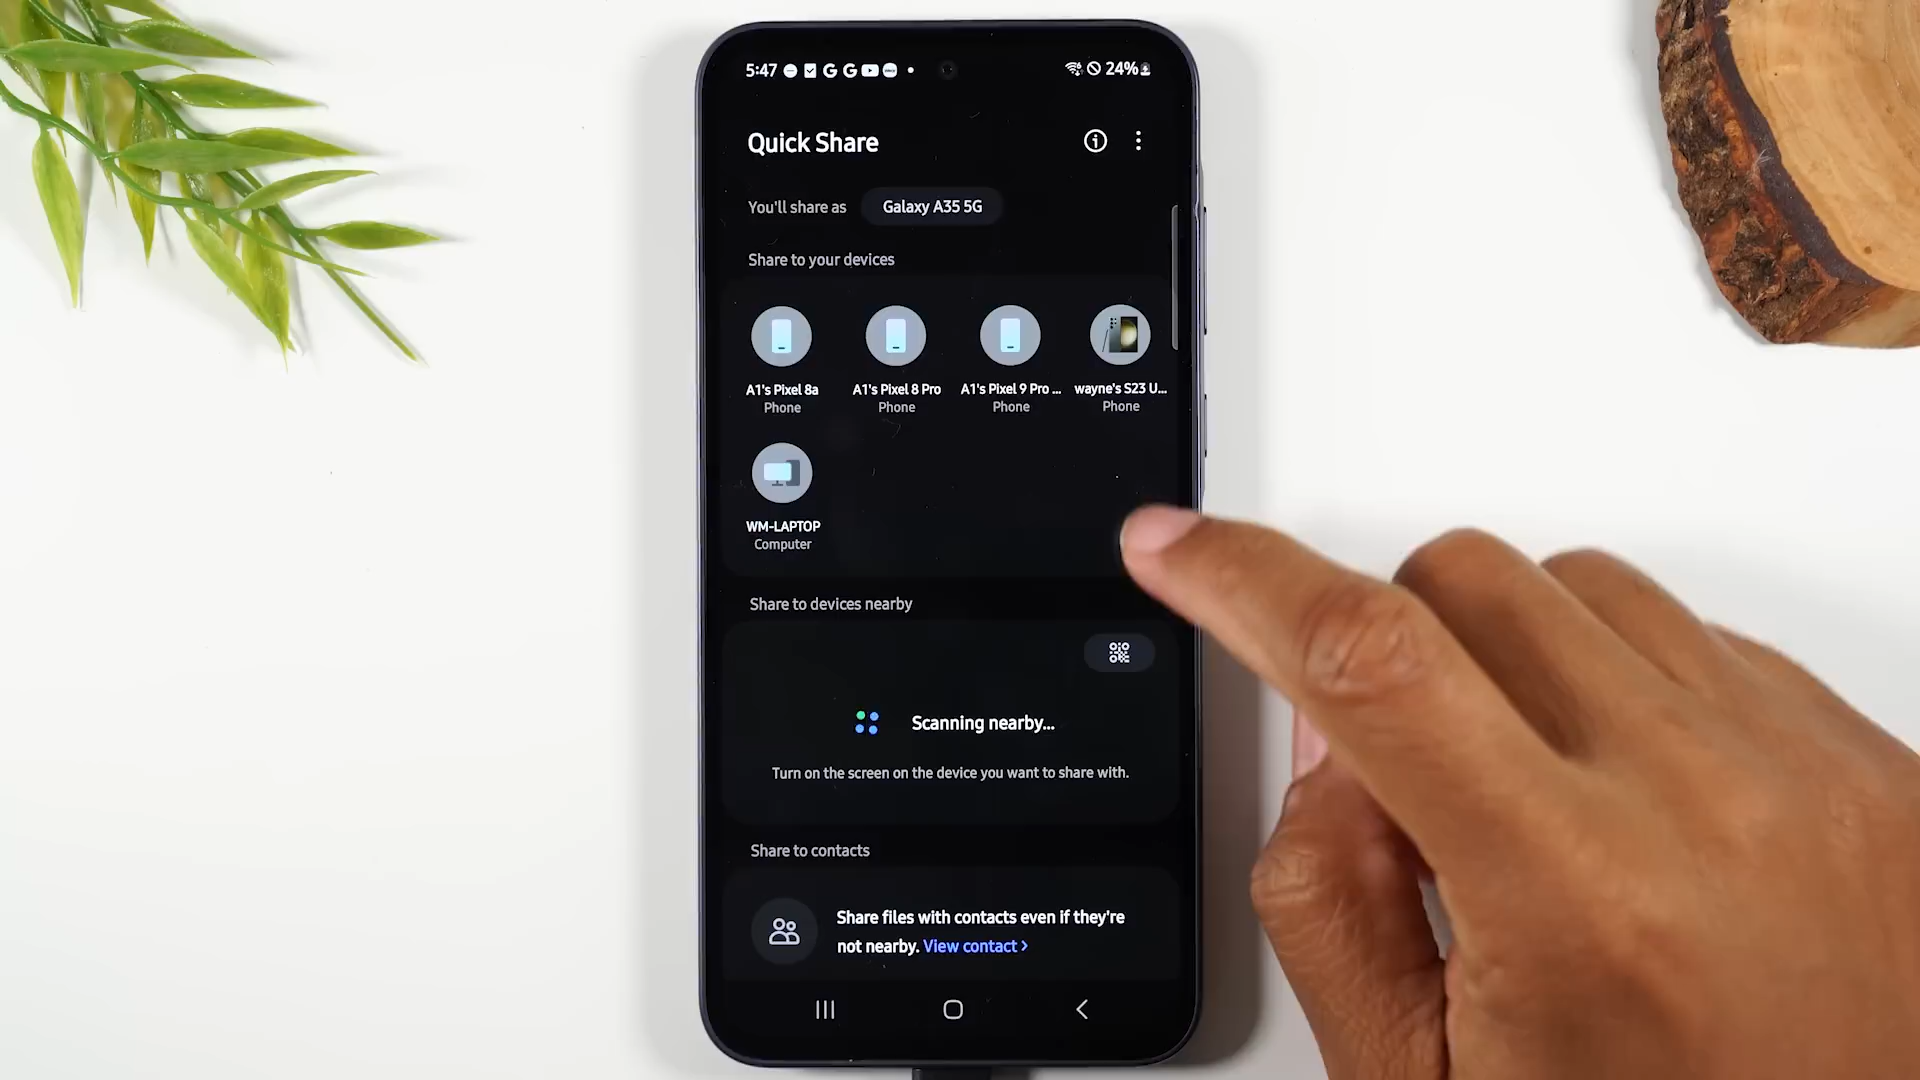 5:47
24%
Quick Share
You'll share as
Galaxy A35 5G
Share to your devices
A1's Pixel 8a
Phone
A1's Pixel 8 Pro
Phone
A1's Pixel 9 Pro ...
Phone
wayne's S23 U...
Phone
WM-LAPTOP
Computer
Share to devices nearby
Scanning nearby...
Turn on the screen on the device you want to share with.
Share to contacts
Share files with contacts even if they're
not nearby. View contact >